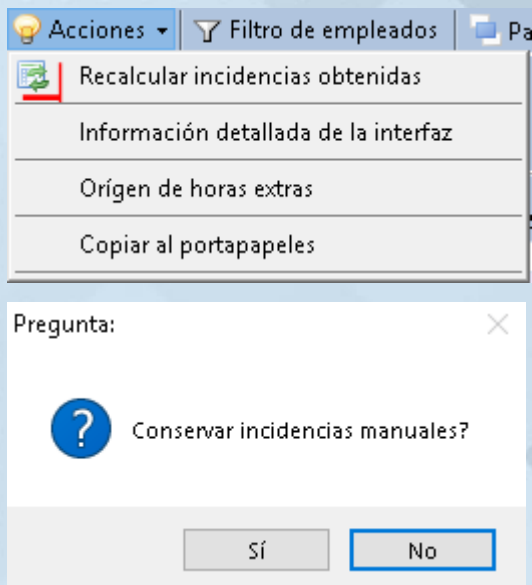 Acciones Filtro de empleados Pa
Recalcular incidencias obtenidas
Información detallada de la interfaz
Orígen de horas extras
Copiar al portapapeles
Pregunta:
Conservar incidencias manuales?
Sí No